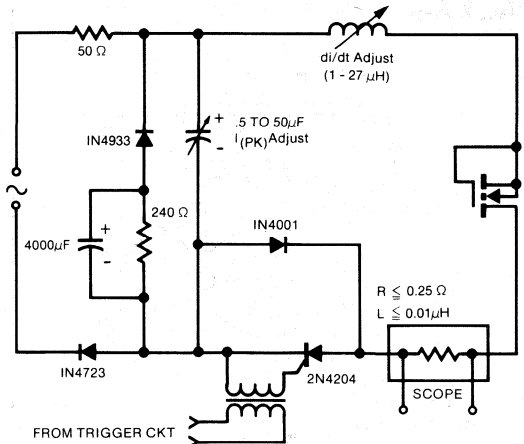 50 Ω
di/dt Adjust
(1 - 27 μH)
+
.5 TO 50μF
I(PK) Adjust
-
IN4933
+
4000μF
-
240 Ω
IN4001
R ≦ 0.25 Ω
L ≦ 0.01μH
IN4723
2N4204
SCOPE
FROM TRIGGER CKT